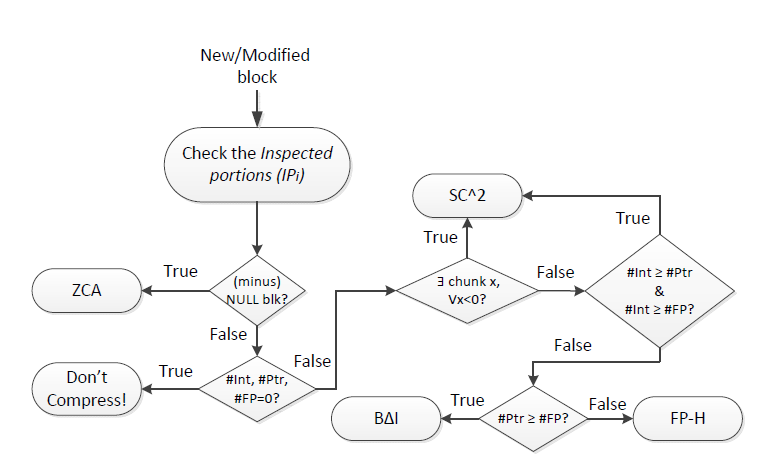 New/Modified
block
Check the Inspected
portions (IPi)
SC^2
True
True
ZCA
True
(minus)
NULL blk?
∃ chunk x,
Vx<0?
False
#Int ≥ #Ptr
&
#Int ≥ #FP?
False
False
False
Don't
Compress!
True
#Int, #Ptr,
#FP=0?
BΔI
True
#Ptr ≥ #FP?
False
FP-H